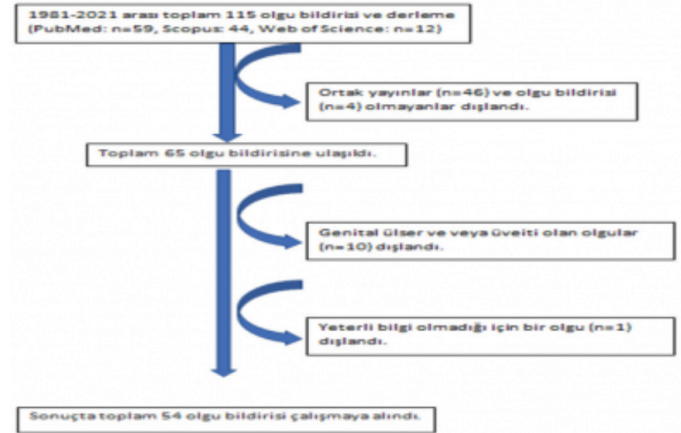 1981-2021 arası toplam 115 olgu bildirisi ve derleme
(PubMed: n=59, Scopus: 44, Web of Science: n=12)
Ortak yayınlar (n=46) ve olgu bildirisi
(n=4) olmayanlar dışlandı.
Toplam 65 olgu bildirisine ulaşıldı.
Genital ülser ve veya üveiti olan olgular
(n=10) dışlandı.
Yeterli bilgi olmadığı için bir olgu (n=1)
dışlandı.
Sonuçta toplam 54 olgu bildirisi çalışmaya alındı.